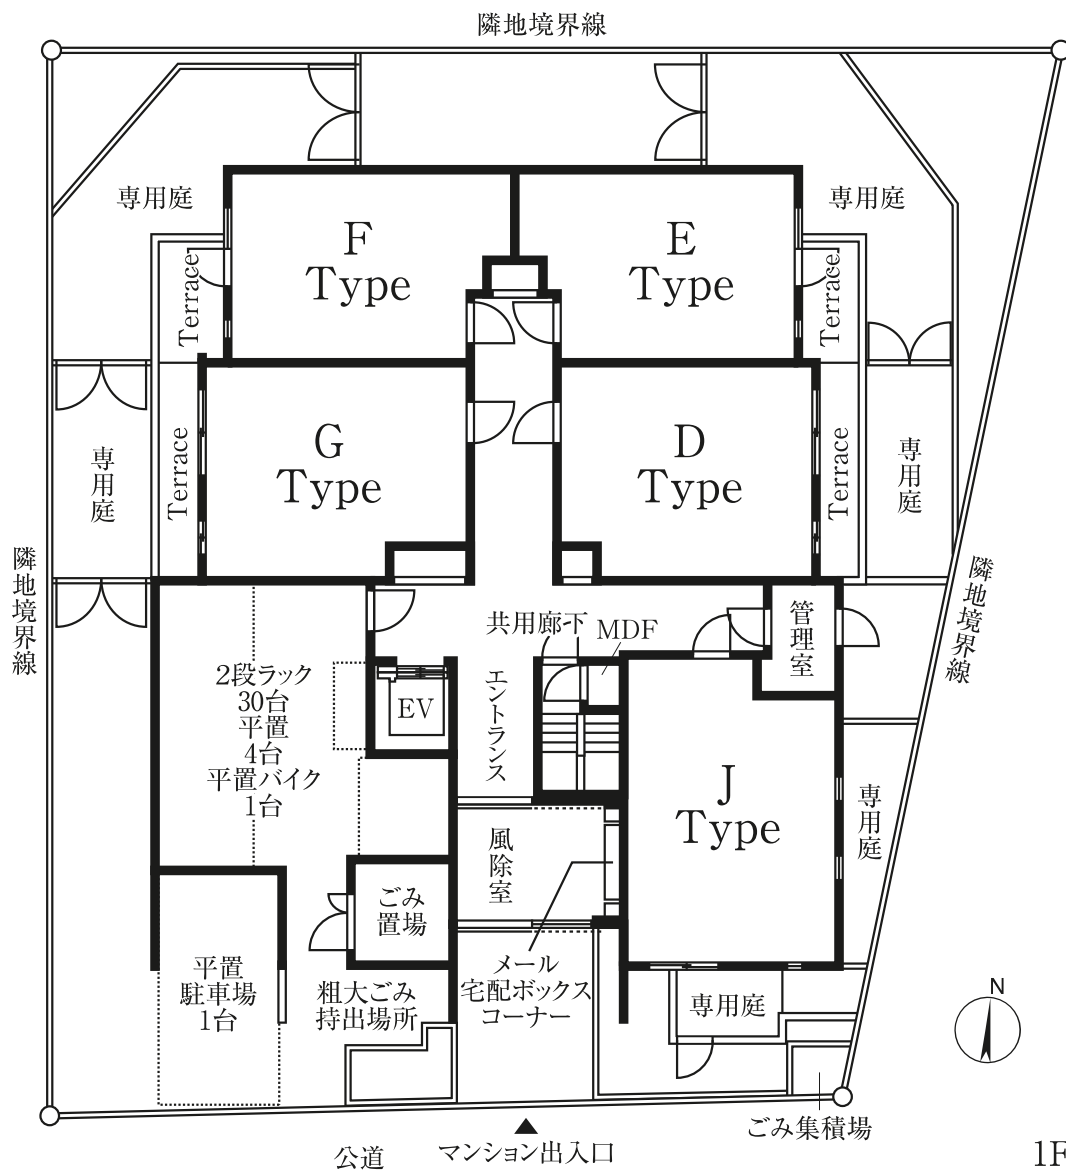 隣地境界線
専用庭
F
Type
E
Type
専用庭
Terrace
Terrace
専用庭
Terrace
G
Type
D
Type
Terrace
専用庭
隣地境界線
隣地境界線
共用廊下
MDF
管理室
2段ラック
30台
平置
4台
平置バイク
1台
EV
エントランス
J
Type
専用庭
風除室
ごみ
置場
メール
宅配ボックス
コーナー
平置
駐車場
1台
粗大ごみ
持出場所
専用庭
N
ごみ集積場
公道
マンション出入口
1F